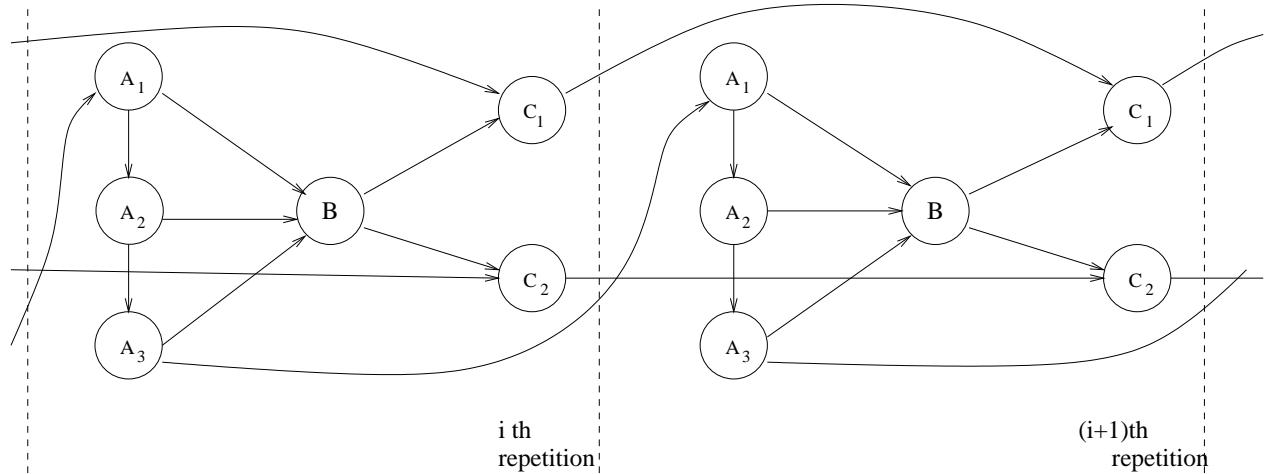 A1
A1
C1
C1
A2
B
A2
B
C2
C2
A3
A3
i th
repetition
(i+1)th
repetition